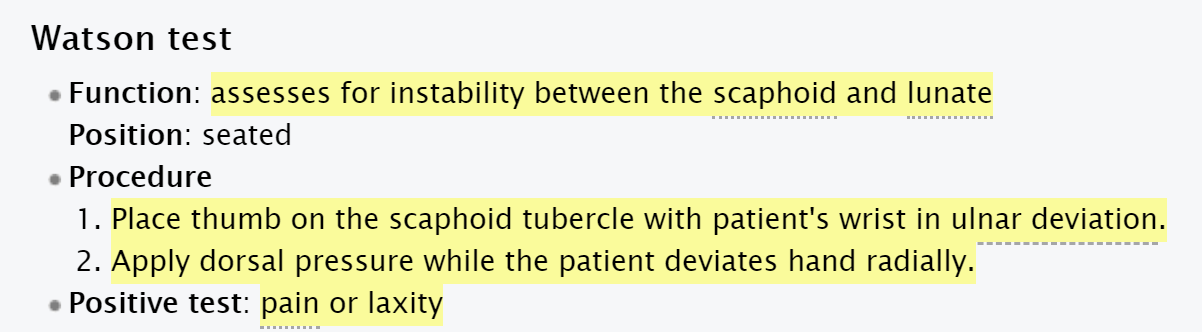 Watson test
Function: assesses for instability between the scaphoid and lunate
Position: seated
Procedure
1. Place thumb on the scaphoid tubercle with patient's wrist in ulnar deviation.
2. Apply dorsal pressure while the patient deviates hand radially.
Positive test: pain or laxity